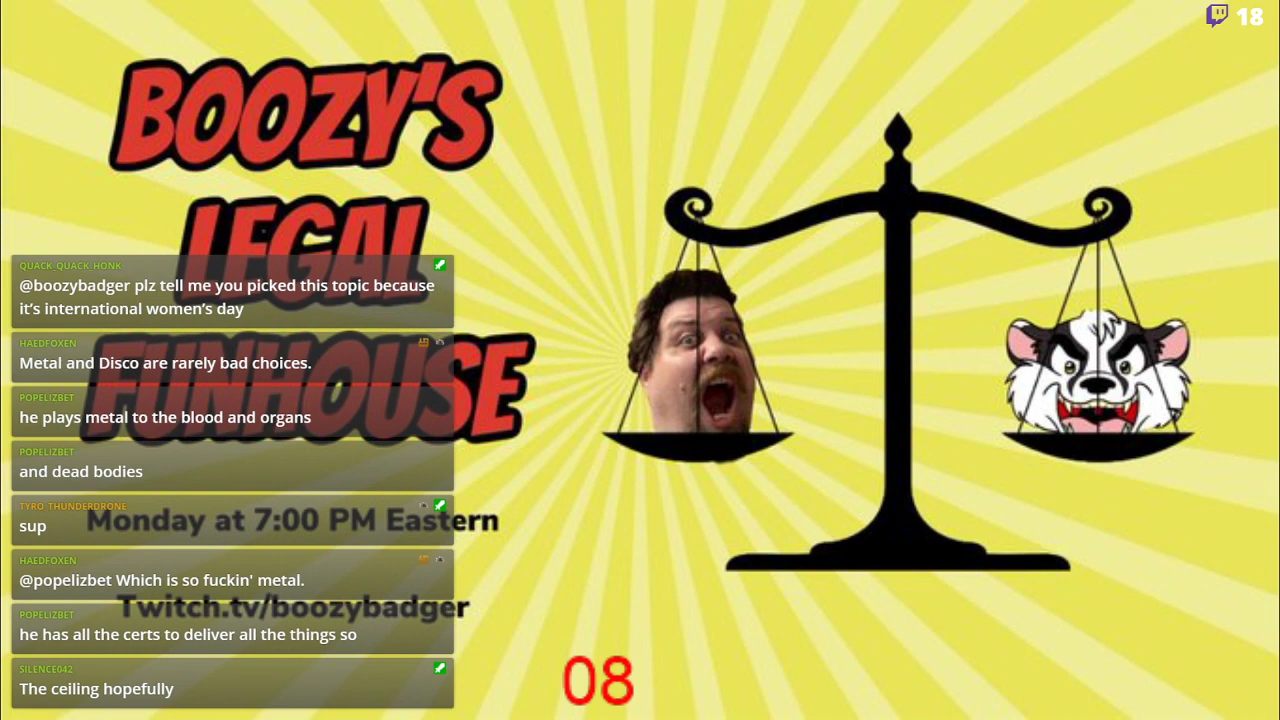 18
BOOZY'S
LEGAL
FUNHOUSE
QUACK_QUACK_HONK
@boozybadger plz tell me you picked this topic because
it's international women's day
HAEDFOXEN
Metal and Disco are rarely bad choices.
POPELIZBET
he plays metal to the blood and organs
POPELIZBET
and dead bodies
TYRO_THUNDERDRONE
sup
Monday at 7:00 PM Eastern
HAEDFOXEN
@popelizbet Which is so fuckin' metal.
Twitch.tv/boozybadger
POPELIZBET
he has all the certs to deliver all the things so
SILENCE042
The ceiling hopefully
08